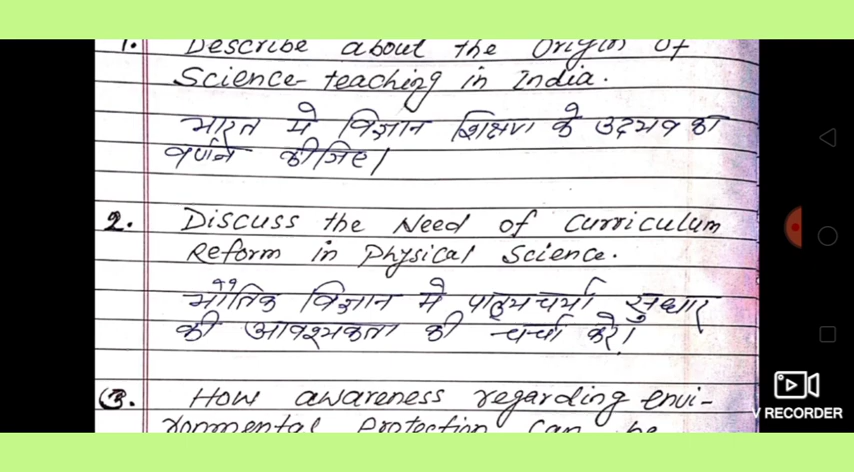 1. Describe about the Origin of
Science teaching in India.
भारत मे विज्ञान शिक्षण के उदभव का
वर्णन कीजिए।
2. Discuss the Need of Curriculum
Reform in Physical Science.
भौतिक विज्ञान मे पाठ्यचर्या सुधार
की आवश्यकता की चर्चा करे।
3. How awareness regarding envi-
ronmental protection can be
V RECORDER